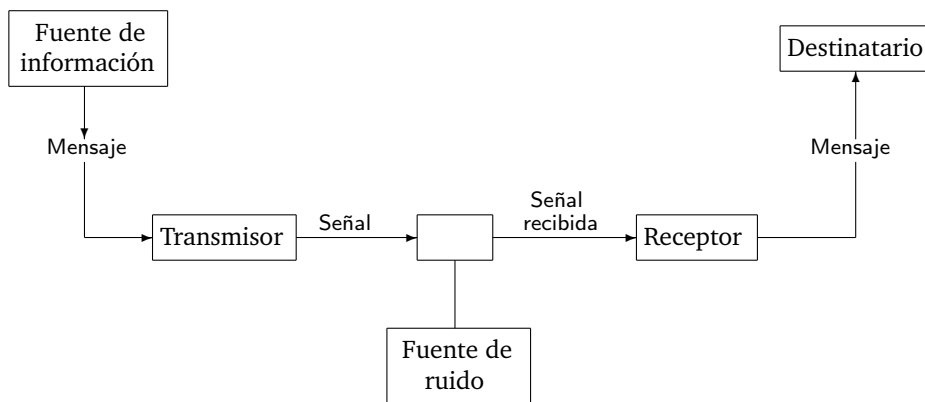 Fuente de
información
Destinatario
Mensaje
Mensaje
Transmisor
Señal
Señal
recibida
Receptor
Fuente de
ruido